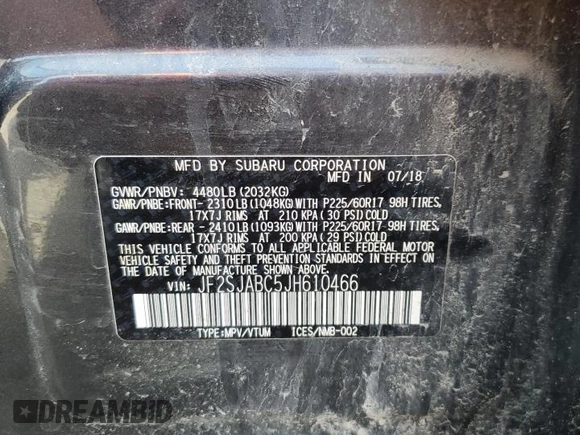 MFD BY SUBARU CORPORATION
MFD IN 07/18
GVWR/PNBV: 4480LB (2032KG)
GAWR/PNBE:FRONT- 2310LB (1048KG) WITH P225/60R17 98H TIRES,
17X7J RIMS AT 210 KPA (30 PSI) COLD
GAWR/PNBE:REAR - 2410LB (1093KG) WITH P225/60R17 98H TIRES,
17X7J RIMS AT 200 KPA (29 PSI) COLD
THIS VEHICLE CONFORMS TO ALL APPLICABLE FEDERAL MOTOR
VEHICLE SAFETY, BUMPER, AND THEFT PREVENTION STANDARDS IN EFFECT
ON THE DATE OF MANUFACTURE SHOWN ABOVE.
VIN: JF2SJABC5JH610466
TYPE:MPV/VTUM ICES/NMB-002
DREAMBID